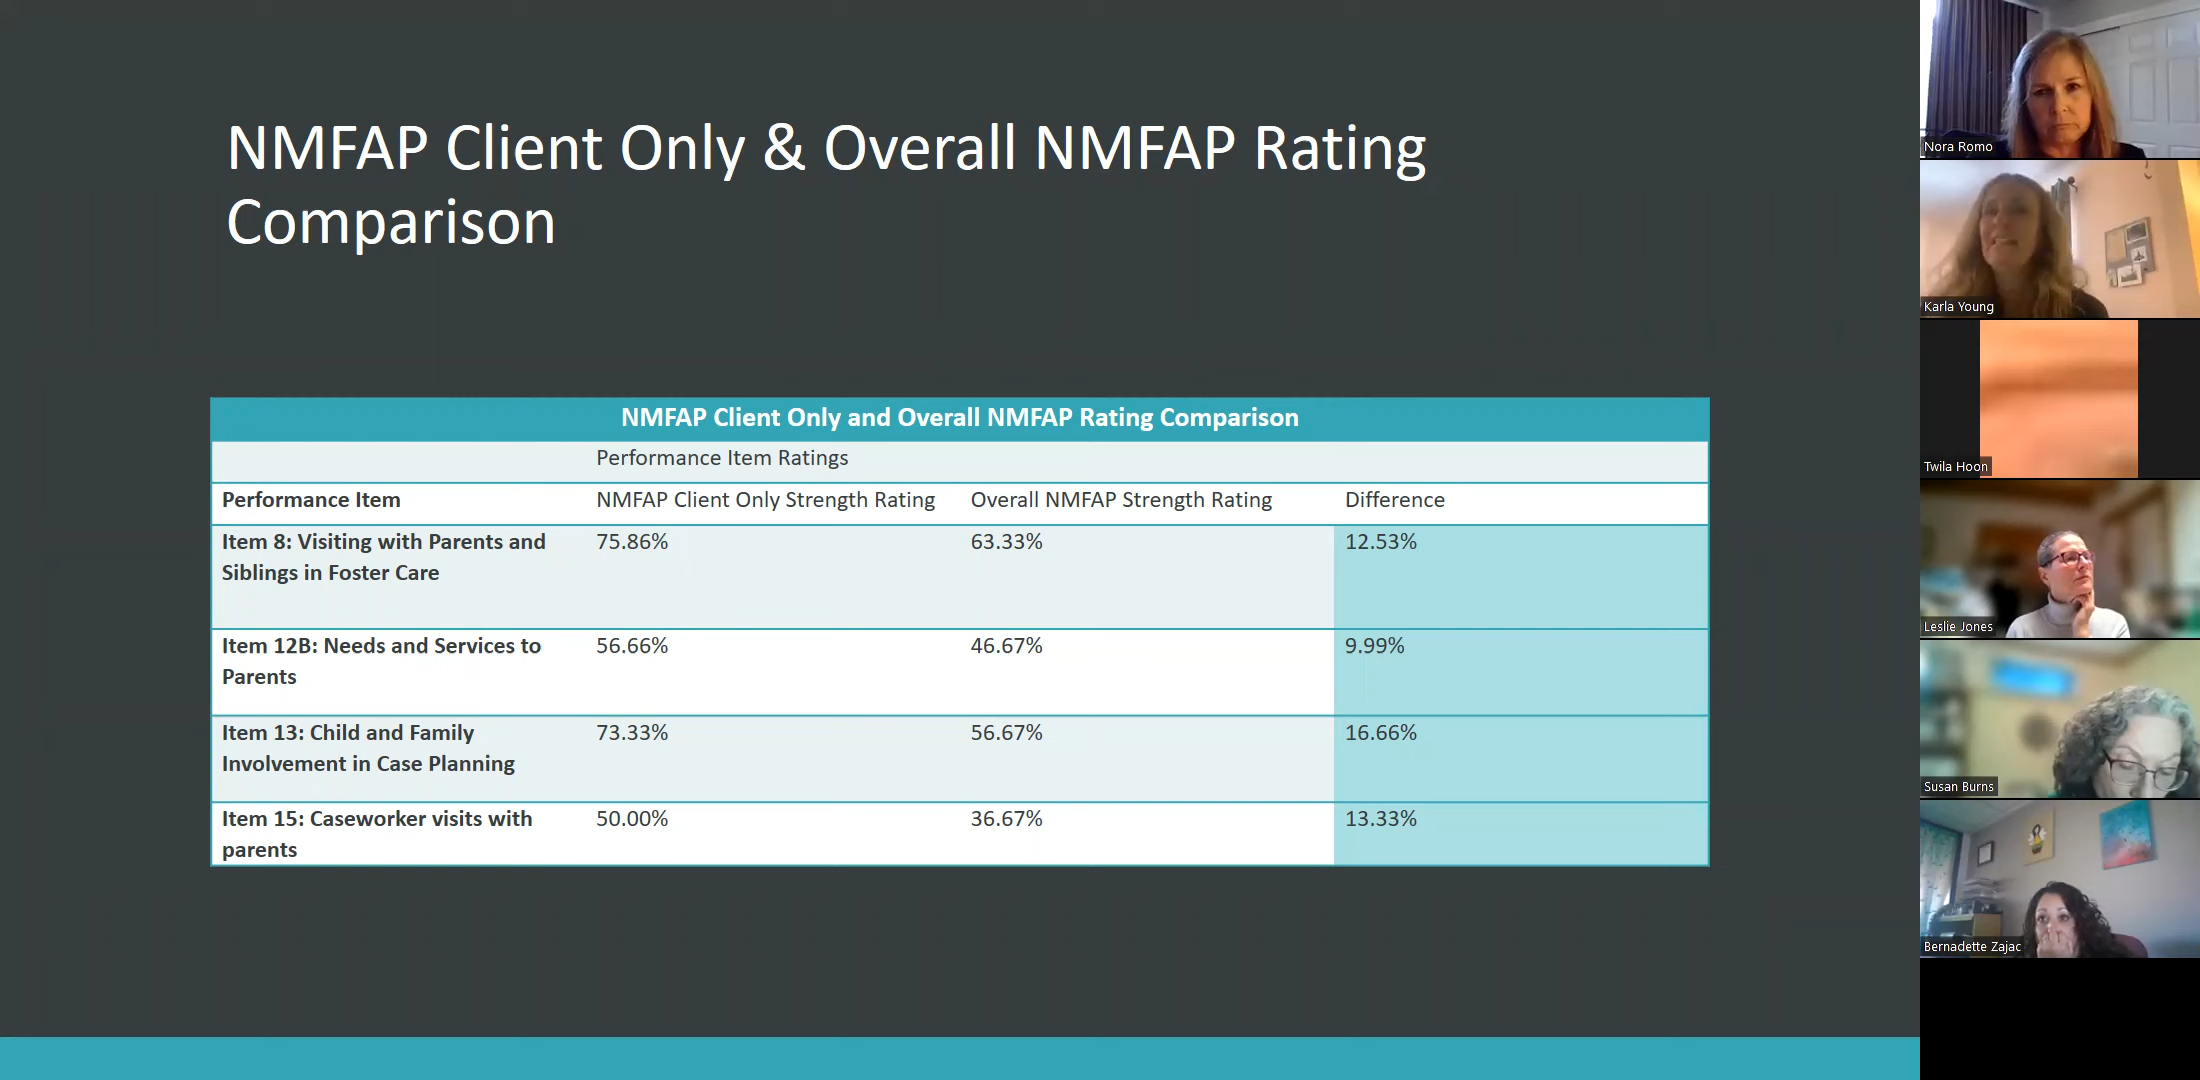 NMFAP Client Only & Overall NMFAP Rating
Comparison
NMFAP Client Only and Overall NMFAP Rating Comparison
Performance Item Ratings
Performance Item NMFAP Client Only Strength Rating Overall NMFAP Strength Rating Difference
Item 8: Visiting with Parents and 75.86% 63.33% 12.53%
Siblings in Foster Care
Item 12B: Needs and Services to 56.66% 46.67% 9.99%
Parents
Item 13: Child and Family 73.33% 56.67% 16.66%
Involvement in Case Planning
Item 15: Caseworker visits with 50.00% 36.67% 13.33%
parents
Nora Romo
Karla Young
Twila Hoon
Leslie Jones
Susan Burns
Bernadette Zajac